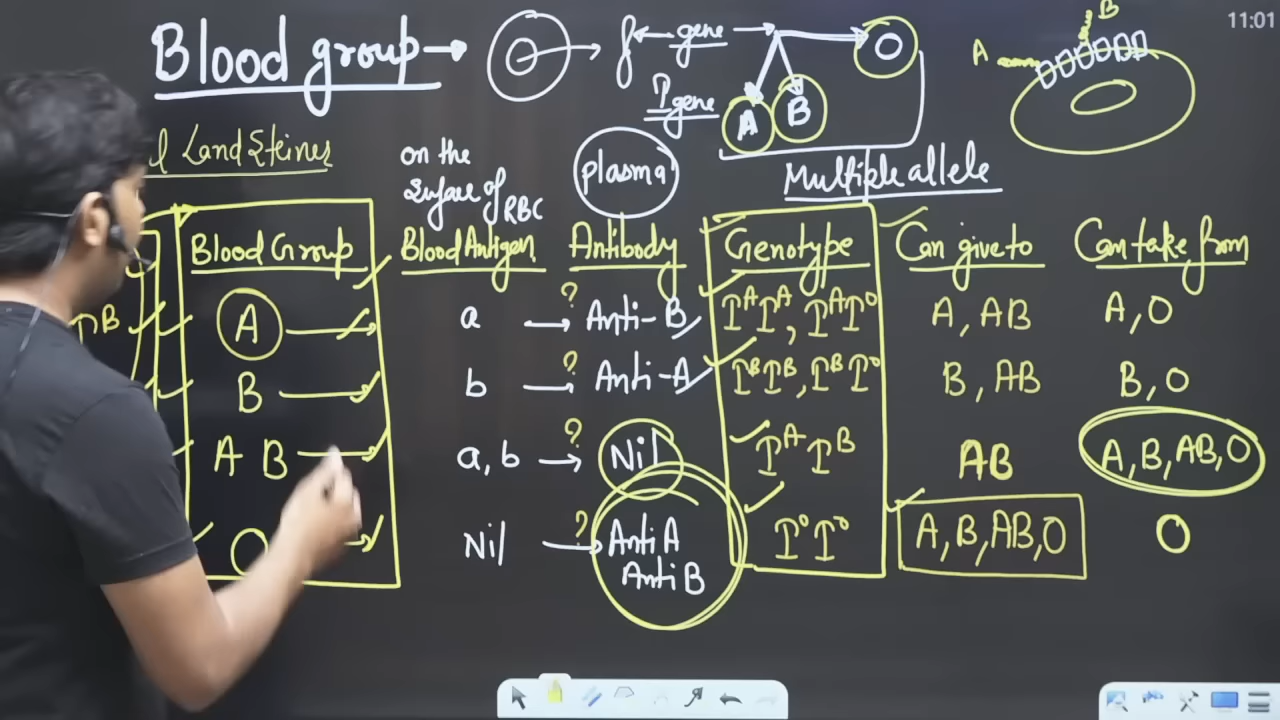 Blood group → gene → O
11:01
B
A
I gene A B
Land Steiner
on the surface of RBC
plasma
Multiple allele
Blood Group Blood Antigen Antibody Genotype Can give to Can take from
A a → ? Anti-B IᴬIᴬ, IᴬIᴼ A, AB A, O
B b → ? Anti-A IᴮIᴮ, IᴮIᴼ B, AB B, O
A B a, b → ? Nil IᴬIᴮ AB A, B, AB, O
O Nil → ? Anti A Anti B IᴼIᴼ A, B, AB, O O